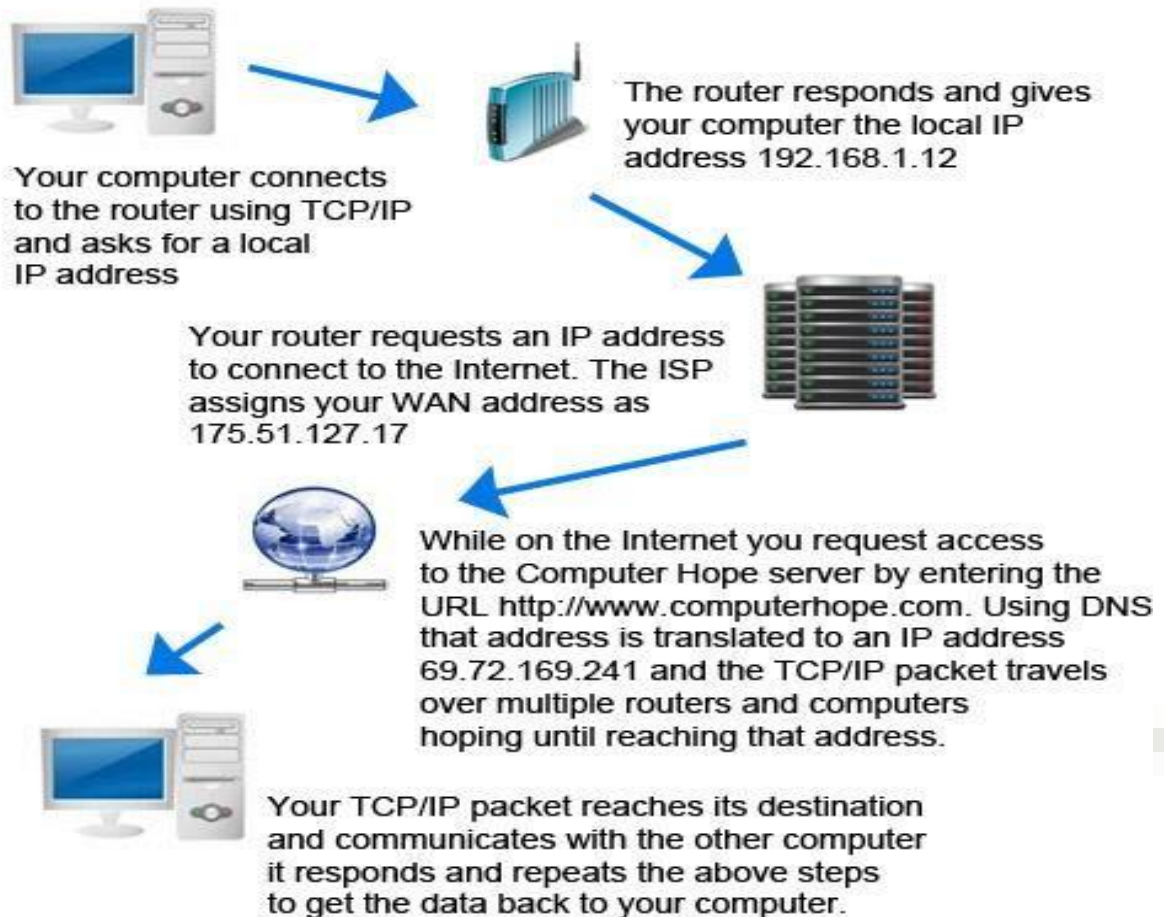 Your computer connects
to the router using TCP/IP
and asks for a local
IP address
The router responds and gives
your computer the local IP
address 192.168.1.12
Your router requests an IP address
to connect to the Internet. The ISP
assigns your WAN address as
175.51.127.17
While on the Internet you request access
to the Computer Hope server by entering the
URL http://www.computerhope.com. Using DNS
that address is translated to an IP address
69.72.169.241 and the TCP/IP packet travels
over multiple routers and computers
hoping until reaching that address.
Your TCP/IP packet reaches its destination
and communicates with the other computer
it responds and repeats the above steps
to get the data back to your computer.